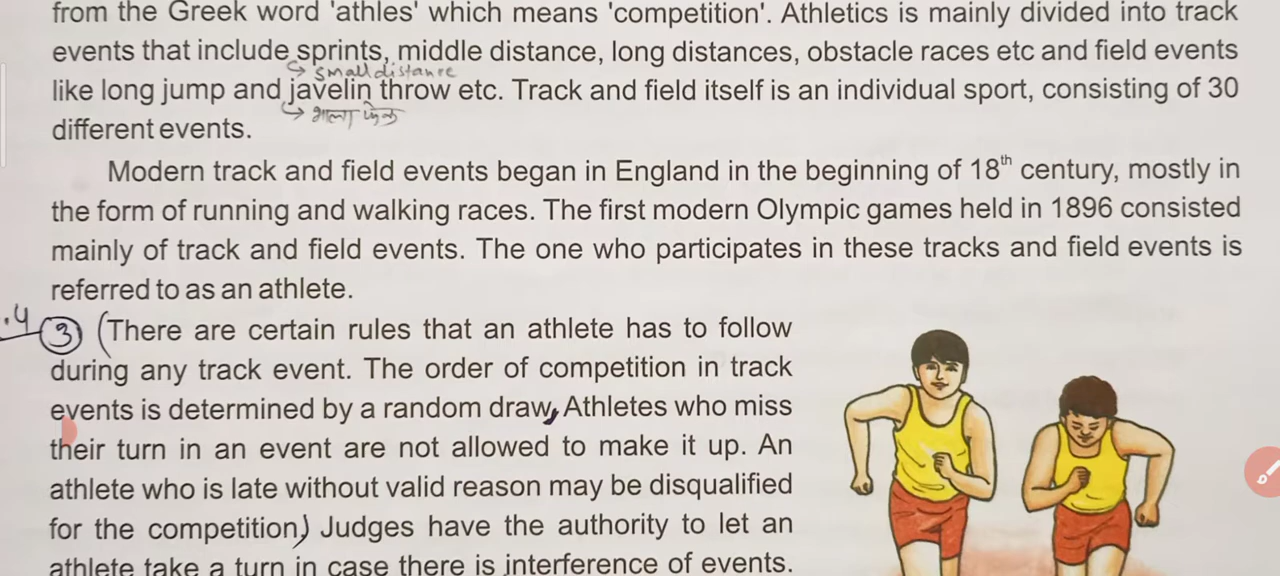 from the Greek word 'athles' which means 'competition'. Athletics is mainly divided into track
events that include sprints, middle distance, long distances, obstacle races etc and field events
→ small distance
like long jump and javelin throw etc. Track and field itself is an individual sport, consisting of 30
→ भाला फेंक
different events.
Modern track and field events began in England in the beginning of 18th century, mostly in
the form of running and walking races. The first modern Olympic games held in 1896 consisted
mainly of track and field events. The one who participates in these tracks and field events is
referred to as an athlete.
.4
3 (There are certain rules that an athlete has to follow
during any track event. The order of competition in track
events is determined by a random draw, Athletes who miss
their turn in an event are not allowed to make it up. An
athlete who is late without valid reason may be disqualified
for the competition) Judges have the authority to let an
athlete take a turn in case there is interference of events.